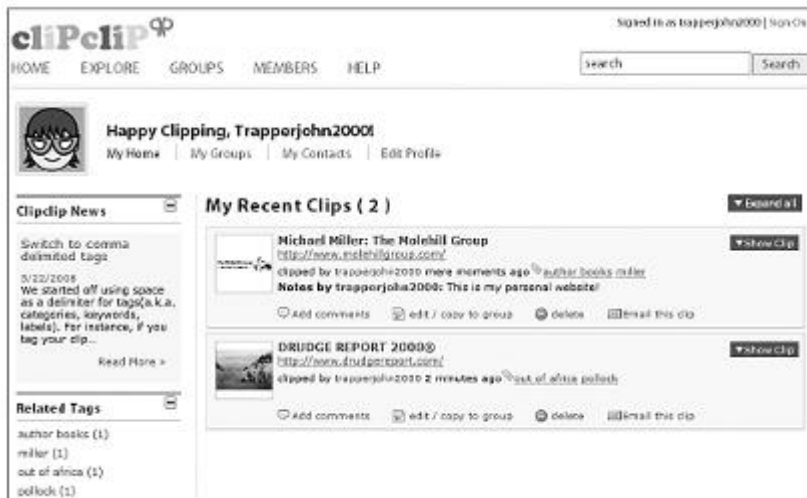 clipclip
Signed in as trapperjohn2000 | Sign Out
HOME EXPLORE GROUPS MEMBERS HELP
search Search
Happy Clipping, Trapperjohn2000!
My Home | My Groups | My Contacts | Edit Profile
Clipclip News
Switch to comma
delimited tags
5/22/2008
We started off using space
as a delimiter for tags(a.k.a.
categories, keywords,
labels). For instance, if you
tag your clip...
Read More »
Related Tags
author books (1)
miller (1)
out of africa (1)
pollock (1)
My Recent Clips ( 2 )
▼Expand all
Michael Miller: The Molehill Group
▼Show Clip
http://www.molehillgroup.com/
clipped by trapperjohn2000 mere moments ago author books miller
Notes by trapperjohn2000: This is my personal website!
Add comments edit / copy to group delete Email this clip
DRUDGE REPORT 2000®
▼Show Clip
http://www.drudgereport.com/
clipped by trapperjohn2000 2 minutes ago out of africa pollock
Add comments edit / copy to group delete Email this clip